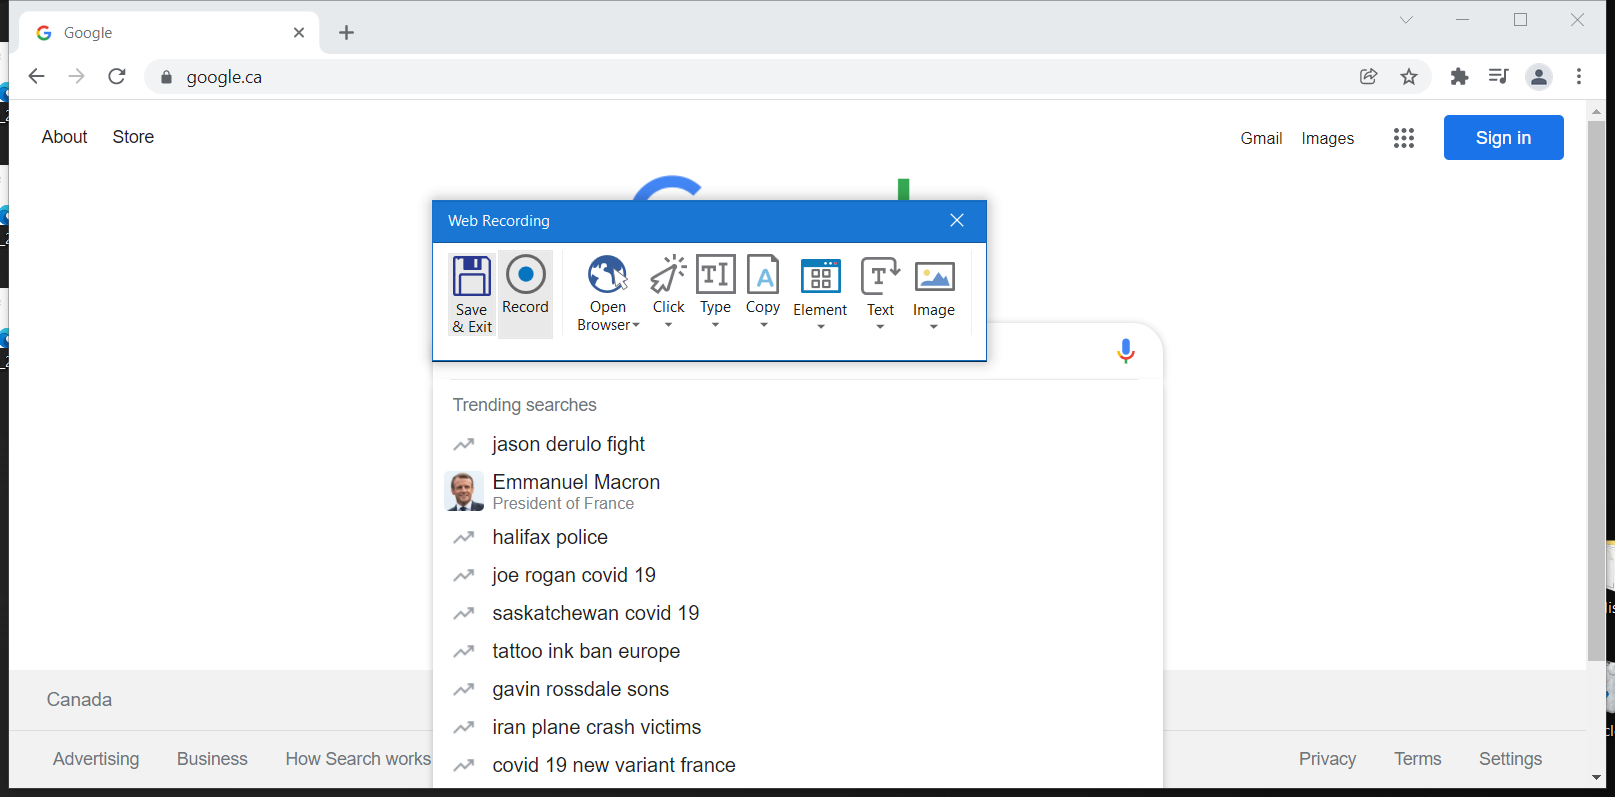 Google
google.ca
About Store
Gmail Images Sign in
Web Recording
Save
& Exit
Record
Open
Browser
Click
Type
Copy
Element
Text
Image
Trending searches
jason derulo fight
Emmanuel Macron
President of France
halifax police
joe rogan covid 19
saskatchewan covid 19
tattoo ink ban europe
gavin rossdale sons
iran plane crash victims
covid 19 new variant france
Canada
Advertising Business How Search works
Privacy Terms Settings